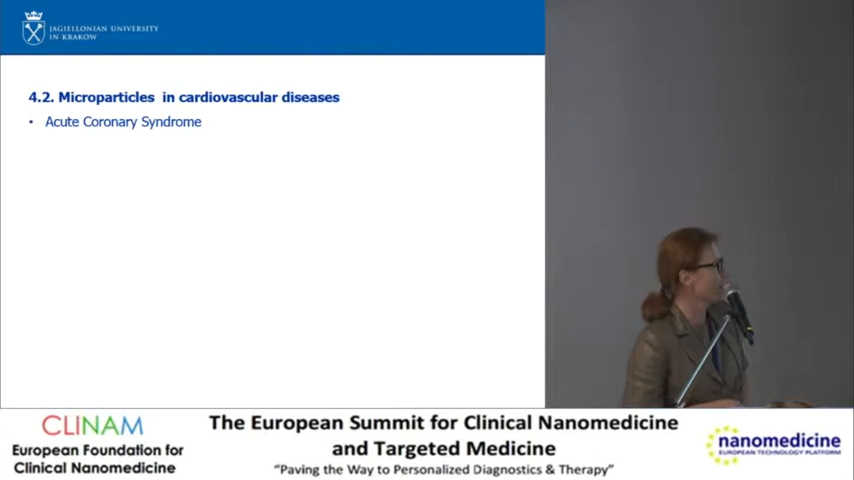 JAGIELLONIAN UNIVERSITY
IN KRAKOW
4.2. Microparticles in cardiovascular diseases
• Acute Coronary Syndrome
CLINAM
European Foundation for
Clinical Nanomedicine
The European Summit for Clinical Nanomedicine
and Targeted Medicine
“Paving the Way to Personalized Diagnostics & Therapy”
nanomedicine
EUROPEAN TECHNOLOGY PLATFORM